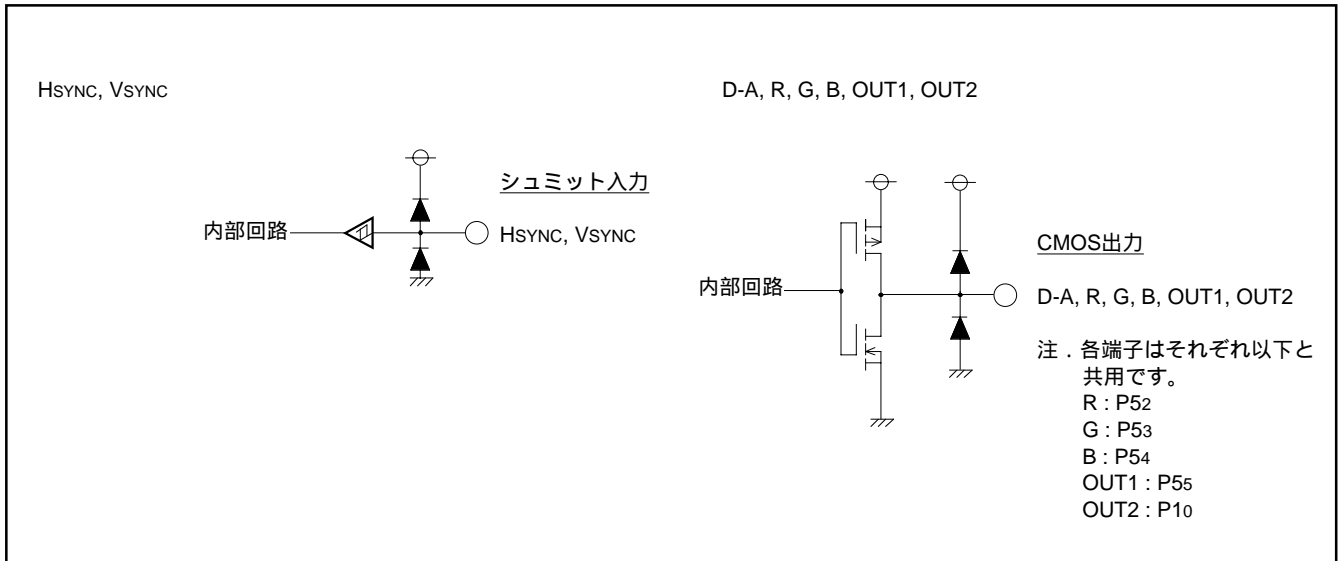 HSYNC, VSYNC
シュミット入力
内部回路
HSYNC, VSYNC
D-A, R, G, B, OUT1, OUT2
内部回路
CMOS出力
D-A, R, G, B, OUT1, OUT2
注．各端子はそれぞれ以下と
共用です。
R : P52
G : P53
B : P54
OUT1 : P55
OUT2 : P10